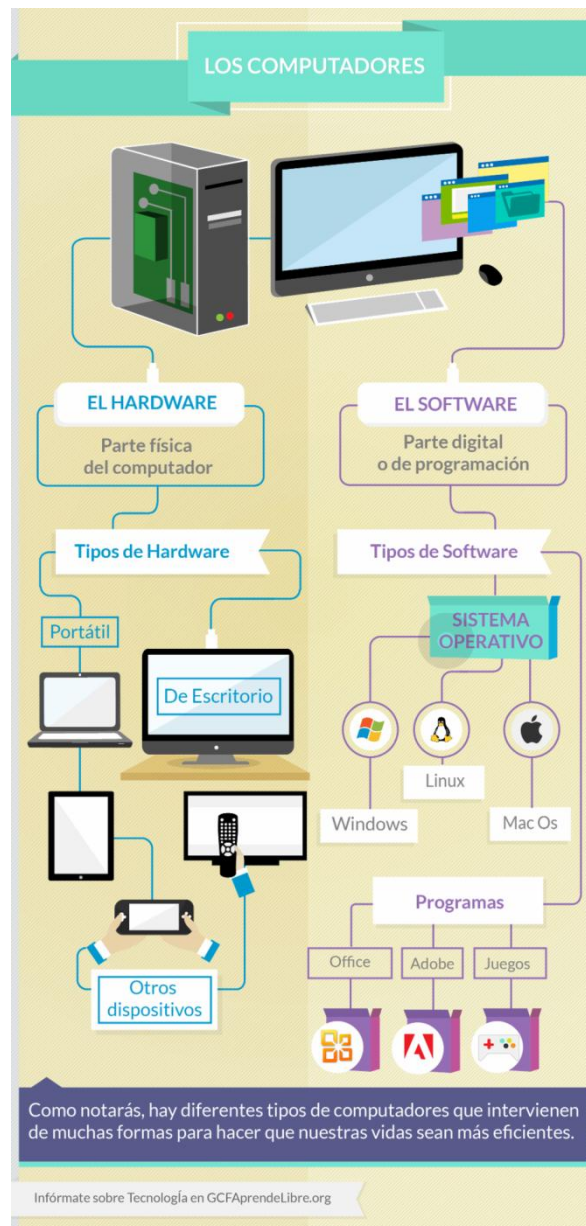 LOS COMPUTADORES
EL HARDWARE
Parte física
del computador
Tipos de Hardware
Portátil
De Escritorio
Otros
dispositivos
EL SOFTWARE
Parte digital
o de programación
Tipos de Software
SISTEMA
OPERATIVO
Windows
Linux
Mac Os
Programas
Office
Adobe
Juegos
Como notarás, hay diferentes tipos de computadores que intervienen
de muchas formas para hacer que nuestras vidas sean más eficientes.
Infórmate sobre Tecnología en GCFAprendeLibre.org